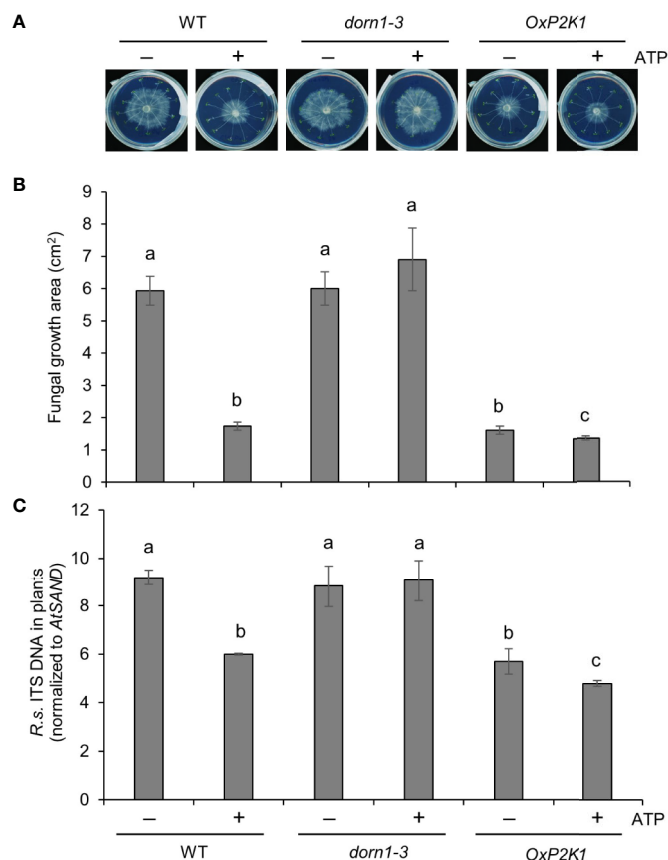 A
WT dorn1-3 OxP2K1
– + – + – + ATP
B
Fungal growth area (cm²)
9
8
7
6
5
4
3
2
1
0
a
b
a
a
b
c
C
R.s. ITS DNA in plan:s
(normalized to AtSAND)
12
10
8
6
4
2
0
a
b
a
a
b
c
– + – + – + ATP
WT dorn1-3 OxP2K1